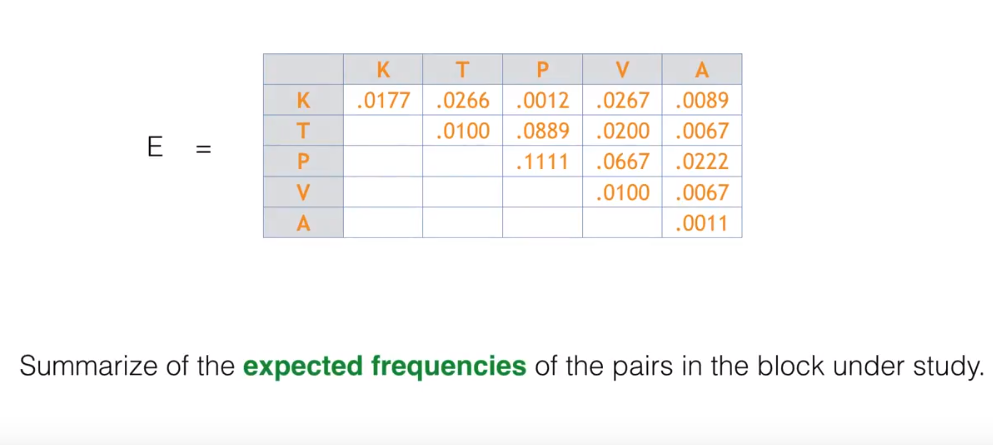 K T P V A
K .0177 .0266 .0012 .0267 .0089
T .0100 .0889 .0200 .0067
E = P .1111 .0667 .0222
V .0100 .0067
A .0011
Summarize of the expected frequencies of the pairs in the block under study.